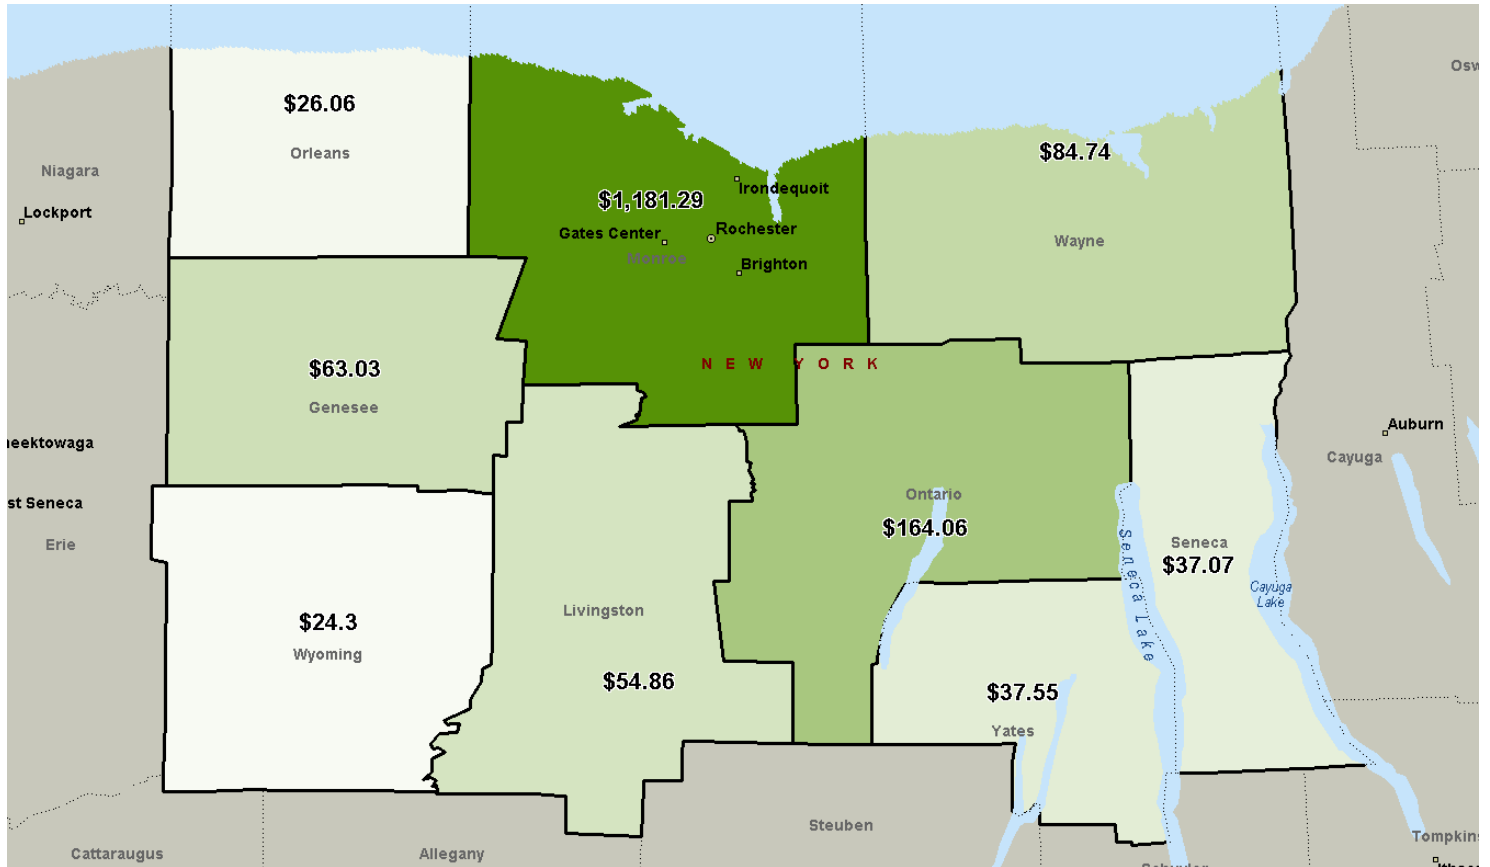 Osw
$26.06
Orleans
$84.74
Niagara
Irondequoit
$1,181.29
Lockport
Gates Center
Rochester
Monroe
Wayne
Brighton
NEW YORK
$63.03
Genesee
Auburn
eektowaga
Cayuga
Ontario
st Seneca
$164.06
Erie
Seneca
$37.07
Seneca Lake
Cayuga
Lake
Livingston
$24.3
Wyoming
$54.86
$37.55
Yates
Steuben
Tompkins
Cattaraugus
Allegany